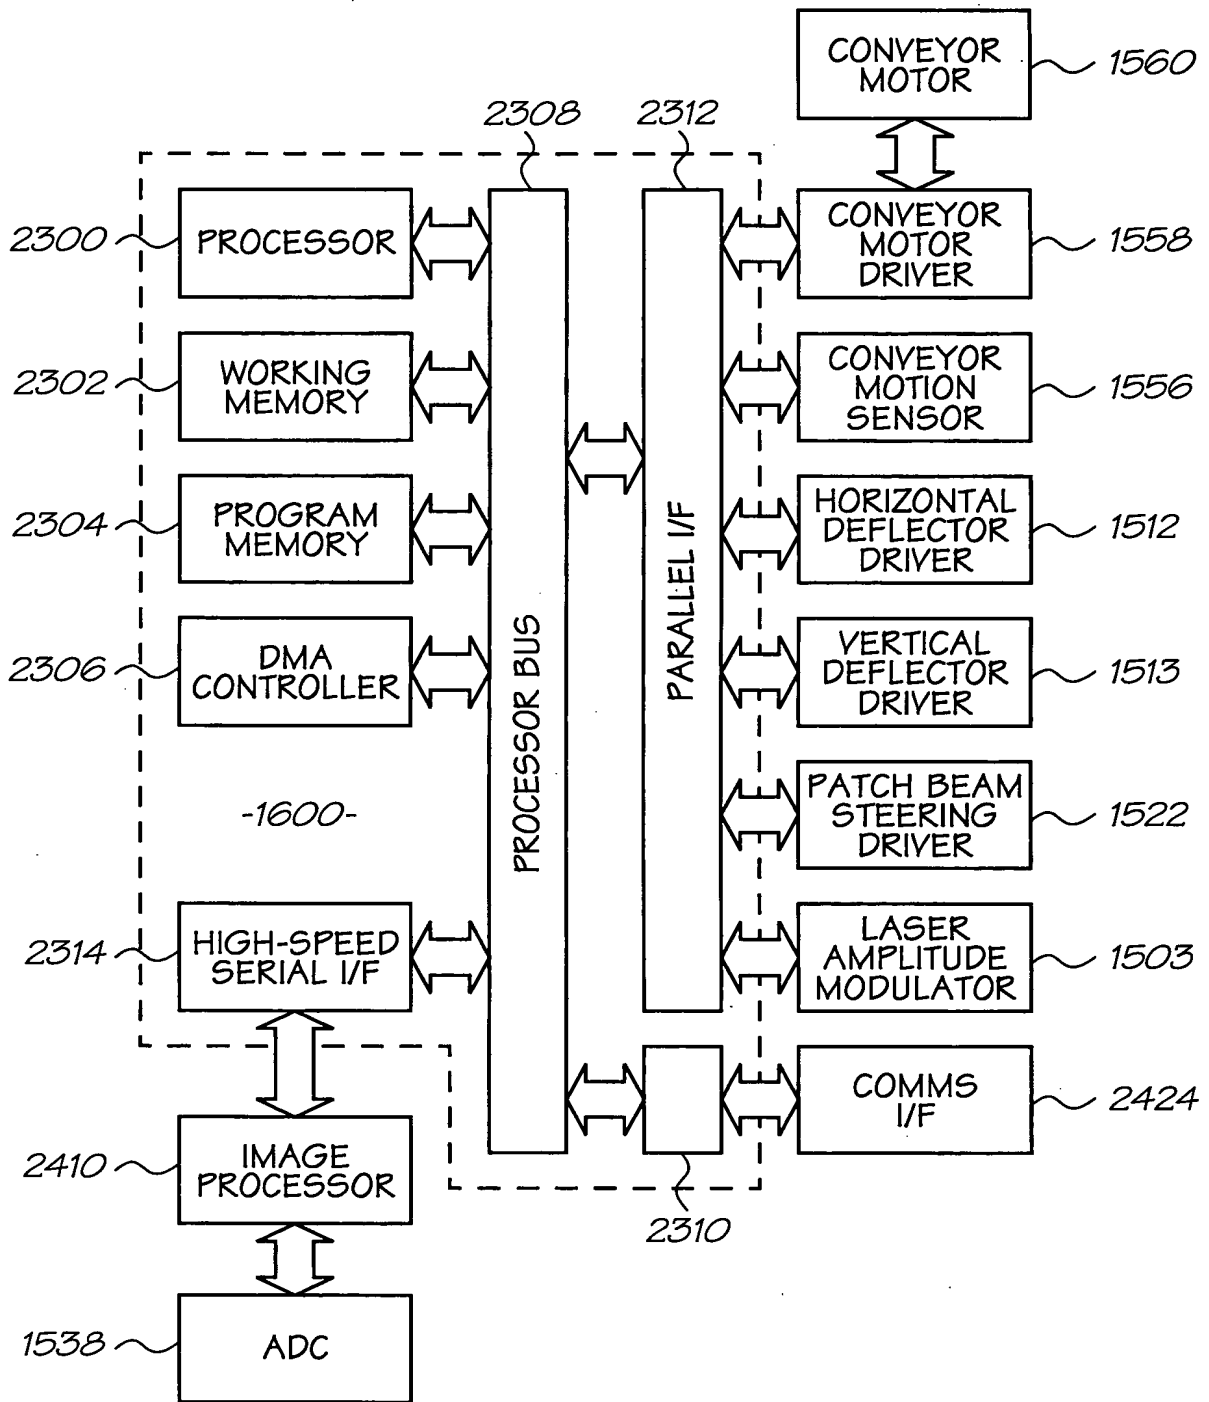 CONVEYOR
MOTOR
1560
2308
2312
2300
PROCESSOR
CONVEYOR
MOTOR
DRIVER
1558
2302
WORKING
MEMORY
CONVEYOR
MOTION
SENSOR
1556
2304
PROGRAM
MEMORY
HORIZONTAL
DEFLECTOR
DRIVER
1512
2306
DMA
CONTROLLER
PROCESSOR BUS
PARALLEL I/F
VERTICAL
DEFLECTOR
DRIVER
1513
-1600-
PATCH BEAM
STEERING
DRIVER
1522
2314
HIGH-SPEED
SERIAL I/F
LASER
AMPLITUDE
MODULATOR
1503
COMMS
I/F
2424
2410
IMAGE
PROCESSOR
2310
1538
ADC